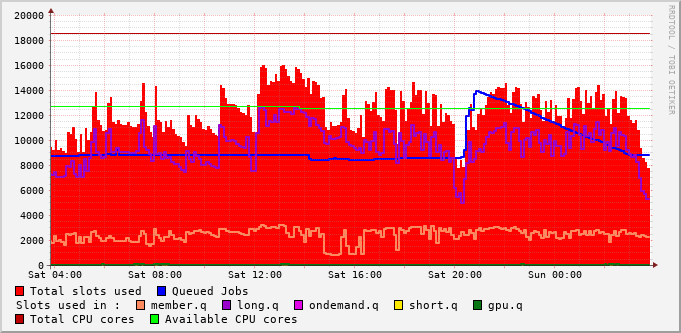 20000
18000
16000
14000
12000
10000
8000
6000
4000
2000
0
Sat 04:00 Sat 08:00 Sat 12:00 Sat 16:00 Sat 20:00 Sun 00:00
RRDTOOL / TOBI OETIKER
Total slots used Queued Jobs
Slots used in : member.q long.q ondemand.q short.q gpu.q
Total CPU cores Available CPU cores